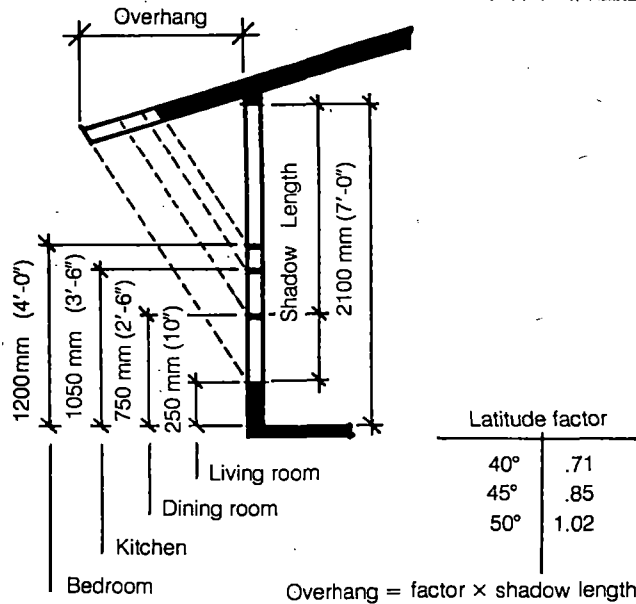 Overhang
Shadow Length
2100 mm (7'-0")
1200mm (4'-0")
1050 mm (3'-6")
750 mm (2'-6")
250 mm (10")
Living room
Dining room
Kitchen
Bedroom
Latitude factor
40° .71
45° .85
50° 1.02
Overhang = factor × shadow length